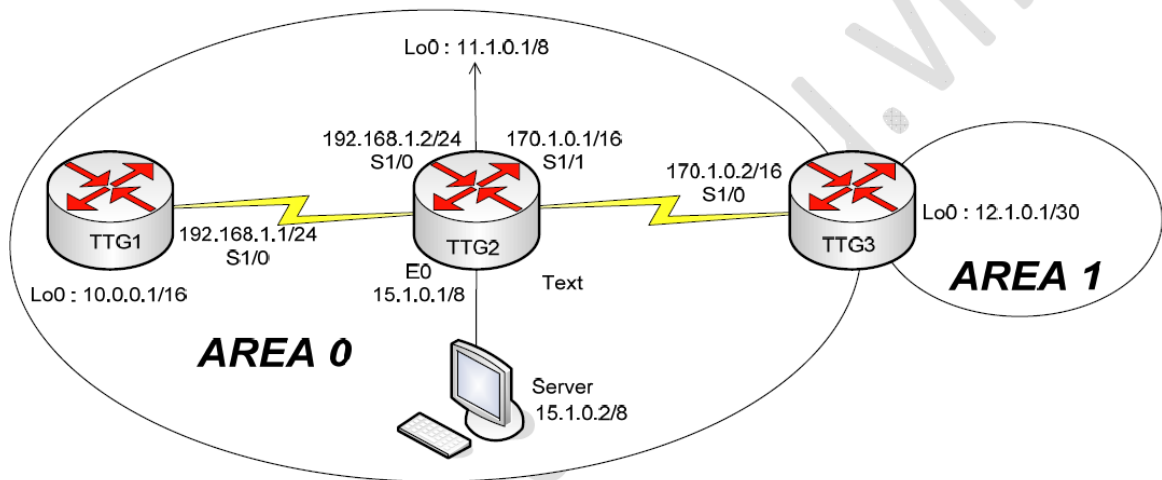 Lo0 : 11.1.0.1/8
192.168.1.2/24
S1/0
170.1.0.1/16
S1/1
170.1.0.2/16
S1/0
TTG1
TTG2
TTG3
Lo0 : 12.1.0.1/30
192.168.1.1/24
S1/0
Lo0 : 10.0.0.1/16
E0
15.1.0.1/8
Text
AREA 1
AREA 0
Server
15.1.0.2/8